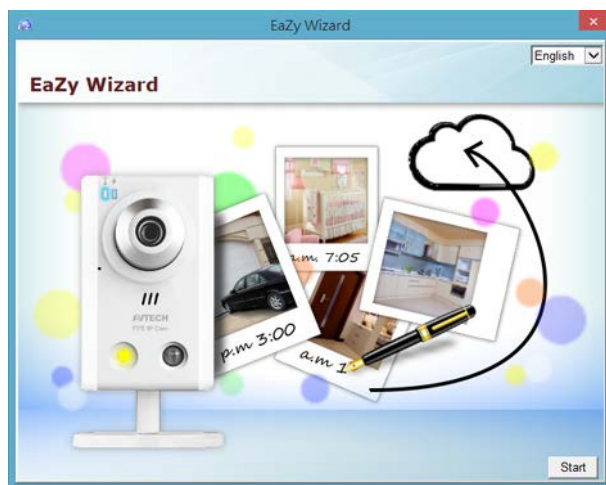 EaZy Wizard
English
EaZy Wizard
a.m. 7:05
AVTECH
p.m 3:00
a.m 1
Start